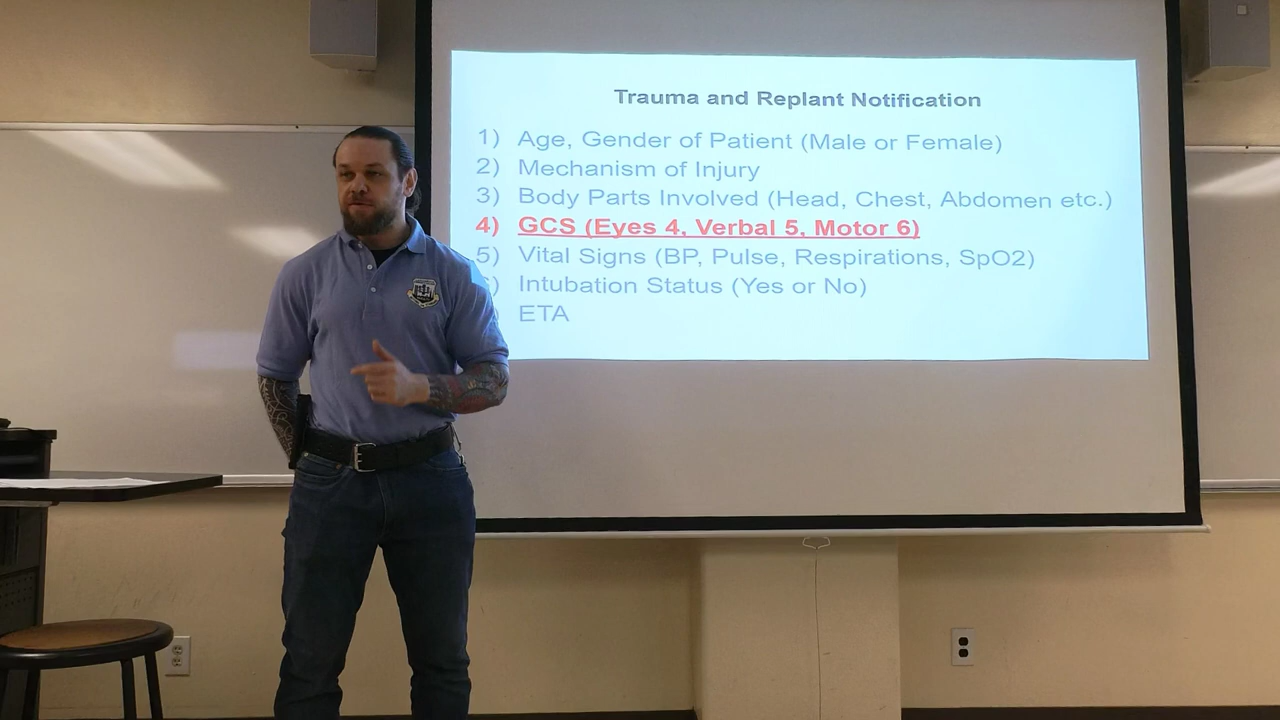 Trauma and Replant Notification
1) Age, Gender of Patient (Male or Female)
2) Mechanism of Injury
3) Body Parts Involved (Head, Chest, Abdomen etc.)
4) GCS (Eyes 4, Verbal 5, Motor 6)
5) Vital Signs (BP, Pulse, Respirations, SpO2)
) Intubation Status (Yes or No)
ETA